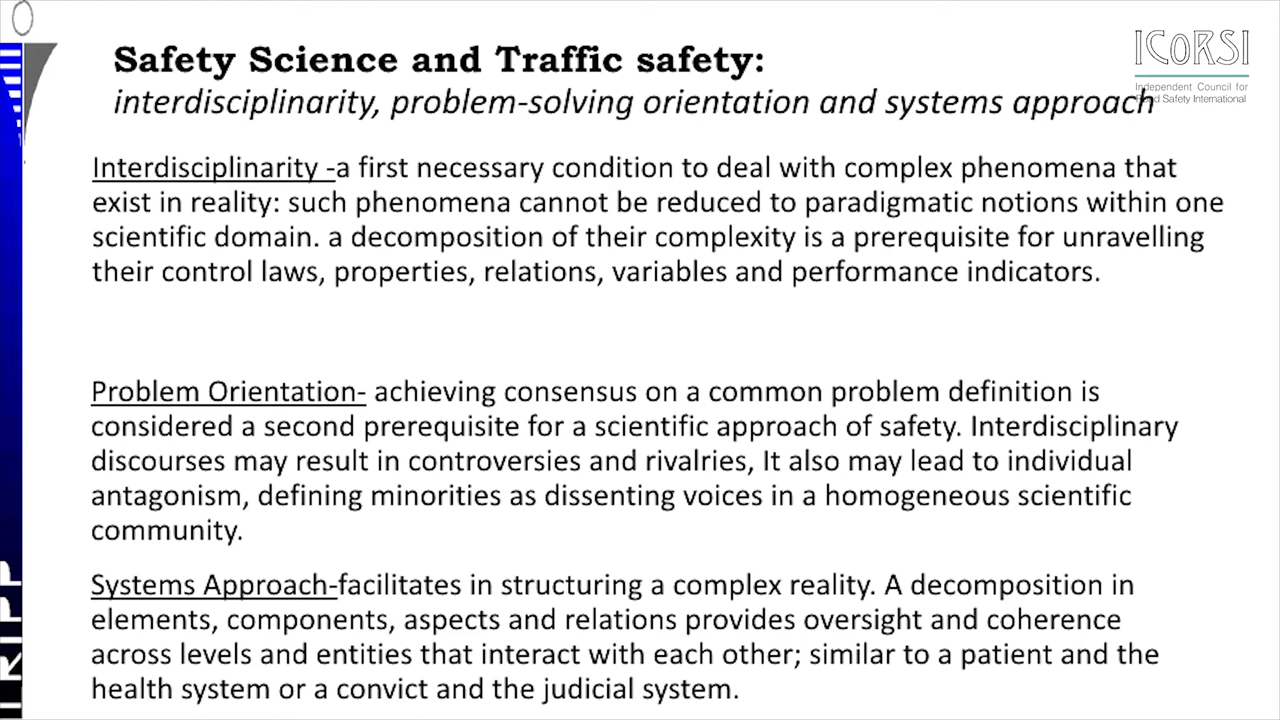 Safety Science and Traffic safety:
interdisciplinarity, problem-solving orientation and systems approach
ICoRSI
Independent Council for
Road Safety International
Interdisciplinarity -a first necessary condition to deal with complex phenomena that
exist in reality: such phenomena cannot be reduced to paradigmatic notions within one
scientific domain. a decomposition of their complexity is a prerequisite for unravelling
their control laws, properties, relations, variables and performance indicators.
Problem Orientation- achieving consensus on a common problem definition is
considered a second prerequisite for a scientific approach of safety. Interdisciplinary
discourses may result in controversies and rivalries, It also may lead to individual
antagonism, defining minorities as dissenting voices in a homogeneous scientific
community.
Systems Approach-facilitates in structuring a complex reality. A decomposition in
elements, components, aspects and relations provides oversight and coherence
across levels and entities that interact with each other; similar to a patient and the
health system or a convict and the judicial system.
TRIPP